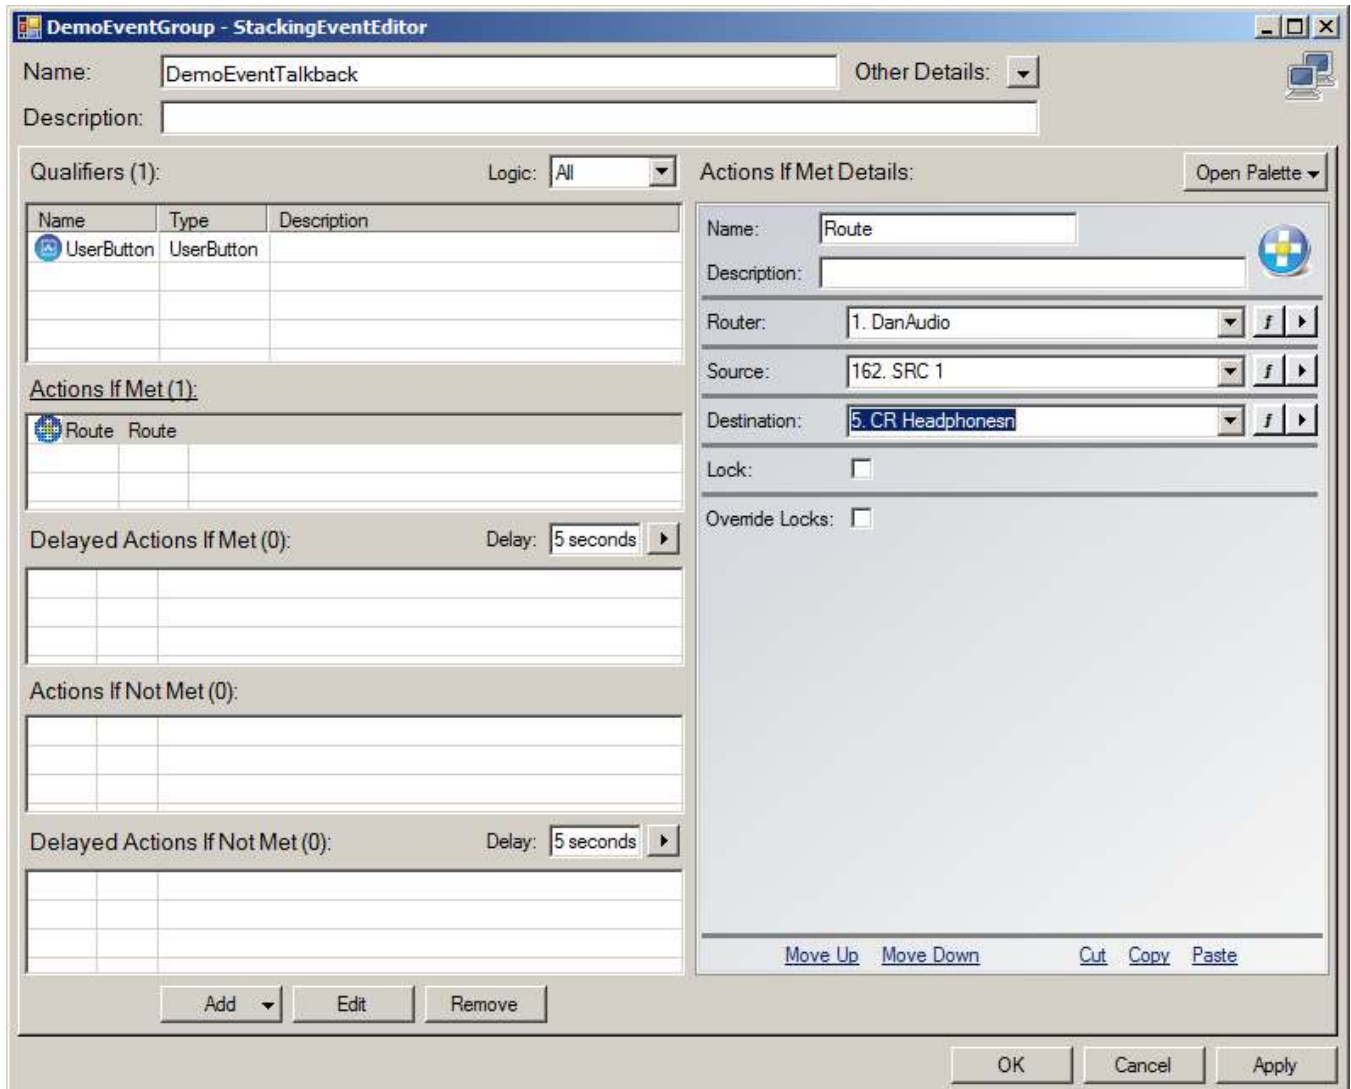 DemoEventGroup - StackingEventEditor
Name: DemoEventTalkback Other Details:
Description:
Qualifiers (1): Logic: All
Name Type Description
UserButton UserButton
Actions If Met (1):
Route Route
Delayed Actions If Met (0): Delay: 5 seconds
Actions If Not Met (0):
Delayed Actions If Not Met (0): Delay: 5 seconds
Add Edit Remove
Actions If Met Details: Open Palette
Name: Route
Description:
Router: 1. DanAudio f
Source: 162. SRC 1 f
Destination: 5. CR Headphonesn f
Lock:
Override Locks:
Move Up Move Down Cut Copy Paste
OK Cancel Apply